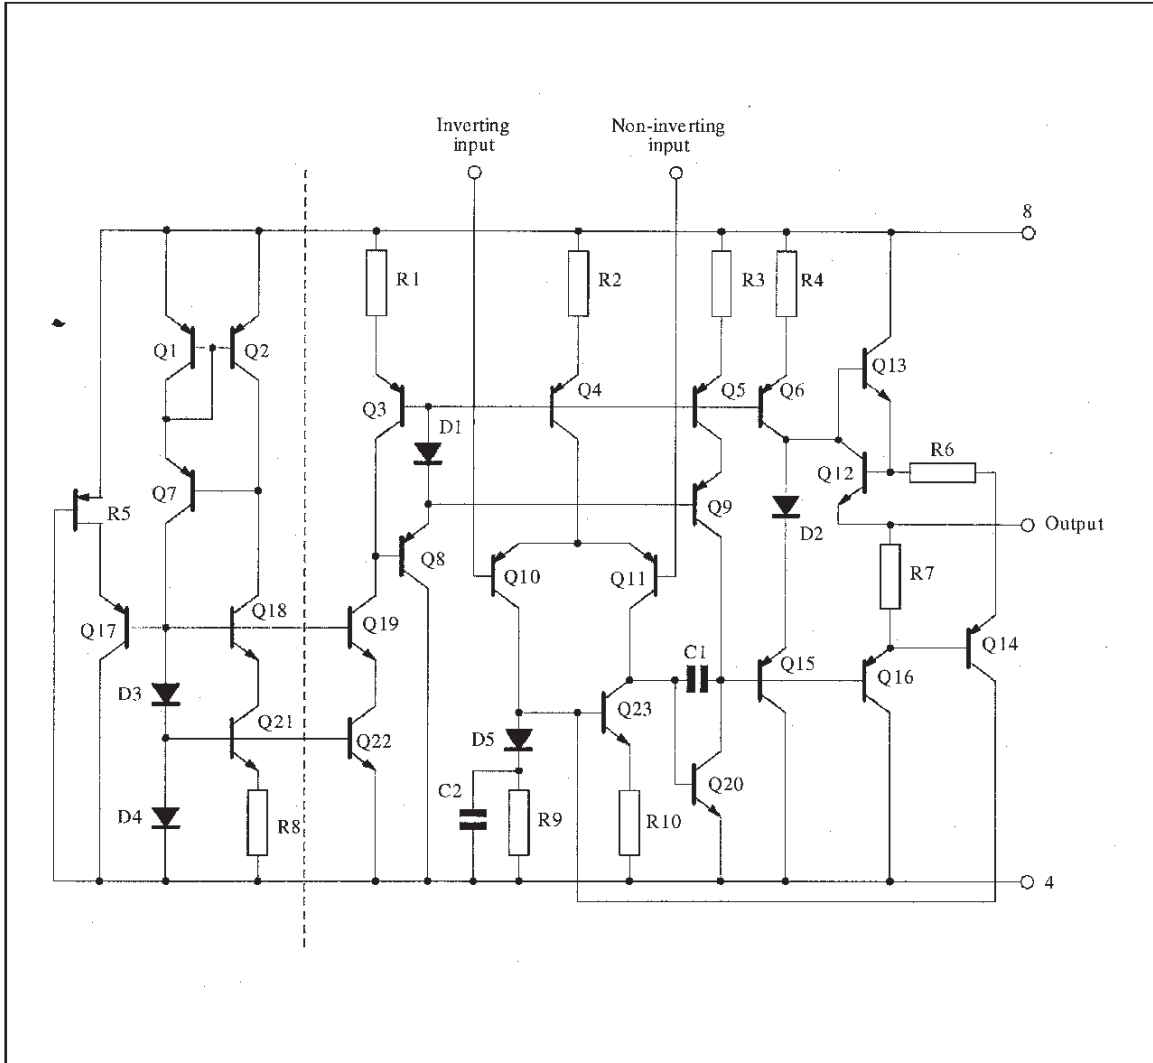 Inverting
input
Non-inverting
input
8
R1
R2
R3
R4
Q1
Q2
Q3
Q4
Q5
Q6
Q13
D1
Q12
R6
Q7
R5
Q9
D2
Output
Q8
Q10
Q11
R7
Q17
Q18
Q19
Q14
C1
Q15
Q16
D3
Q21
Q22
D5
Q23
C2
Q20
D4
R8
R9
R10
4